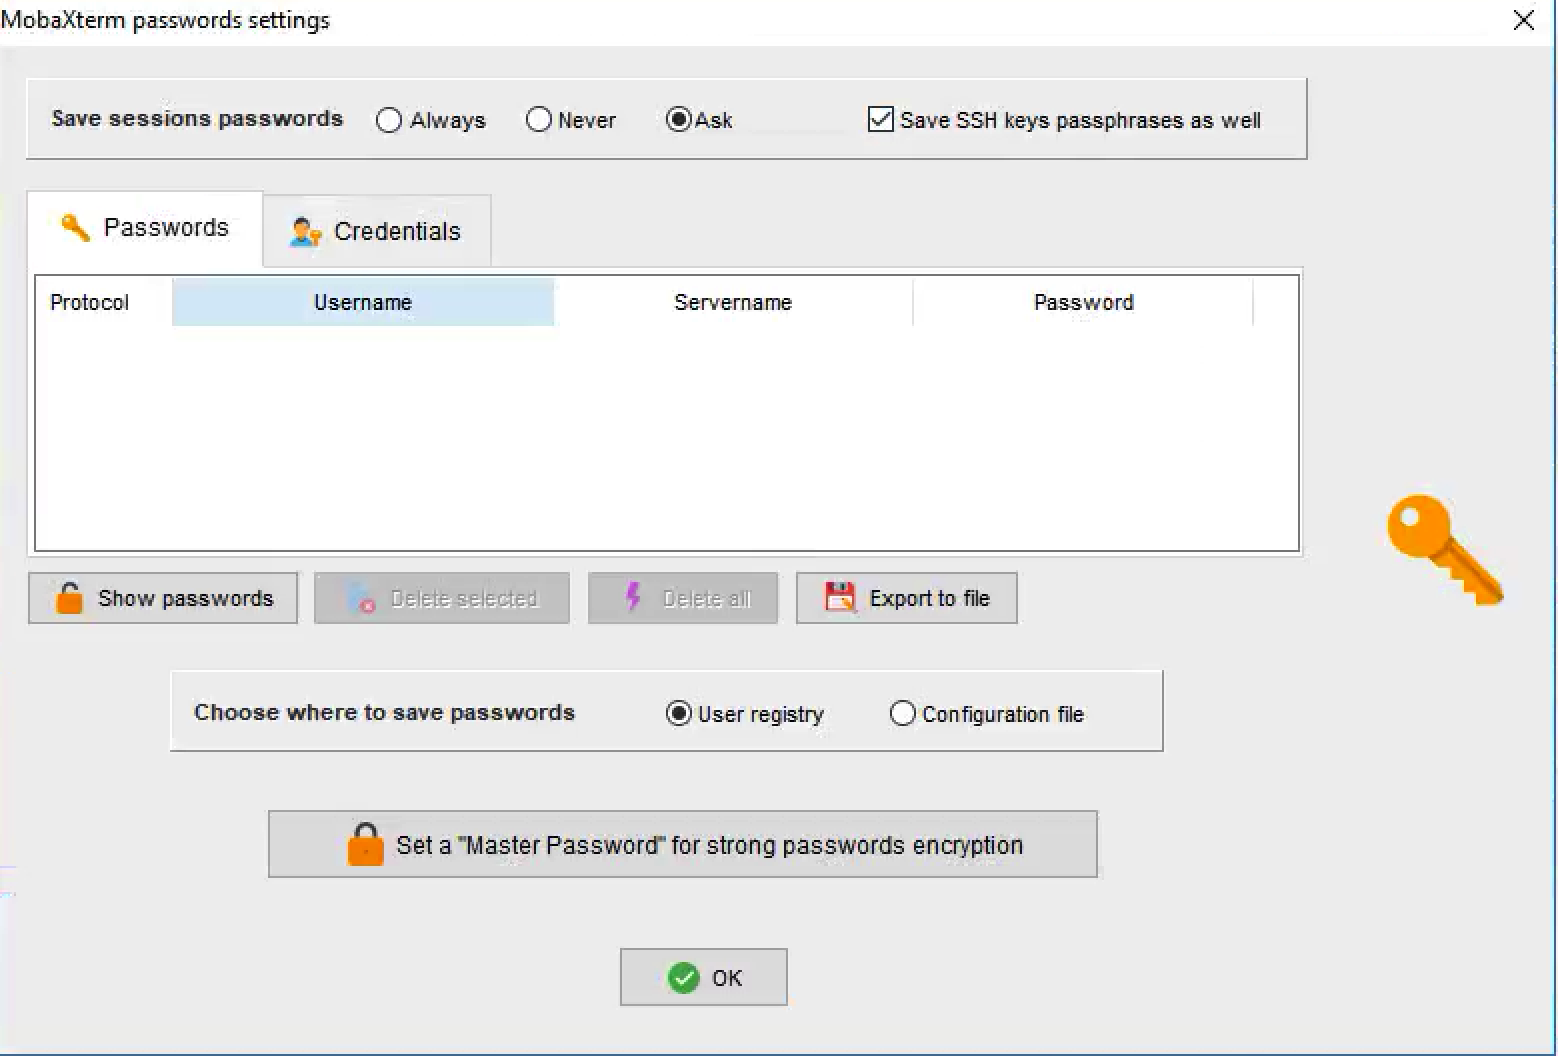 MobaXterm passwords settings
Save sessions passwords Always Never Ask Save SSH keys passphrases as well
Passwords Credentials
Protocol Username Servername Password
Show passwords Delete selected Delete all Export to file
Choose where to save passwords User registry Configuration file
Set a "Master Password" for strong passwords encryption
OK